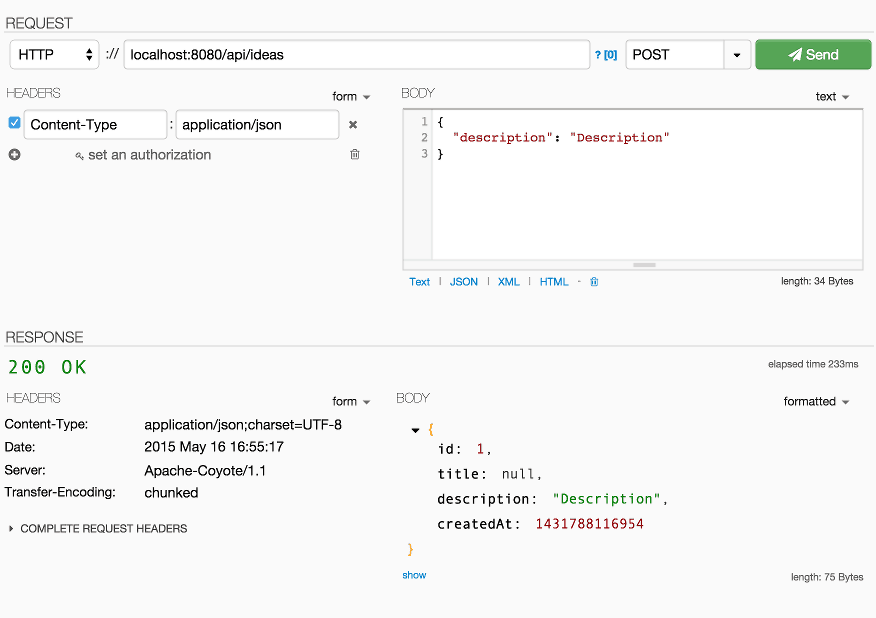 REQUEST
HTTP :// localhost:8080/api/ideas ? [0] POST Send
HEADERS form
Content-Type : application/json
set an authorization
BODY text
1 {
2 "description": "Description"
3 }
Text | JSON | XML | HTML - length: 34 Bytes
RESPONSE
200 OK
elapsed time 233ms
HEADERS form
Content-Type: application/json;charset=UTF-8
Date: 2015 May 16 16:55:17
Server: Apache-Coyote/1.1
Transfer-Encoding: chunked
COMPLETE REQUEST HEADERS
BODY formatted
{
id: 1,
title: null,
description: "Description",
createdAt: 1431788116954
}
show length: 75 Bytes